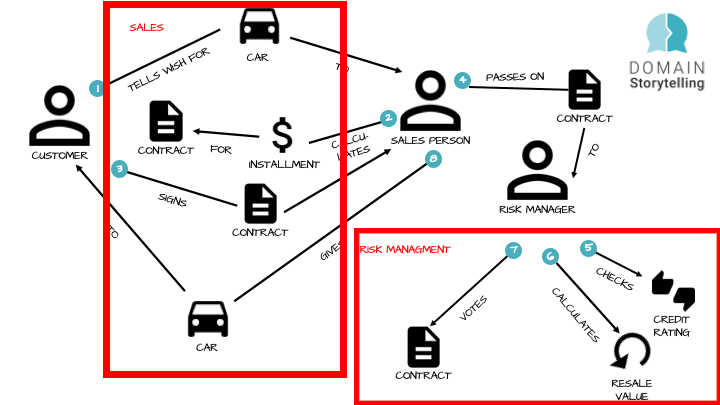 SALES
CAR
TELLS WISH FOR
TO
1
4
PASSES ON
DOMAIN
Storytelling
CONTRACT
CUSTOMER
CONTRACT
FOR
$
INSTALLMENT
2
CALCU-
LATES
SALES PERSON
TO
RISK MANAGER
3
SIGNS
CONTRACT
8
GIVES
TO
CAR
RISK MANAGMENT
7
6
5
CHECKS
CREDIT
RATING
VOTES
CALCULATES
CONTRACT
RESALE
VALUE